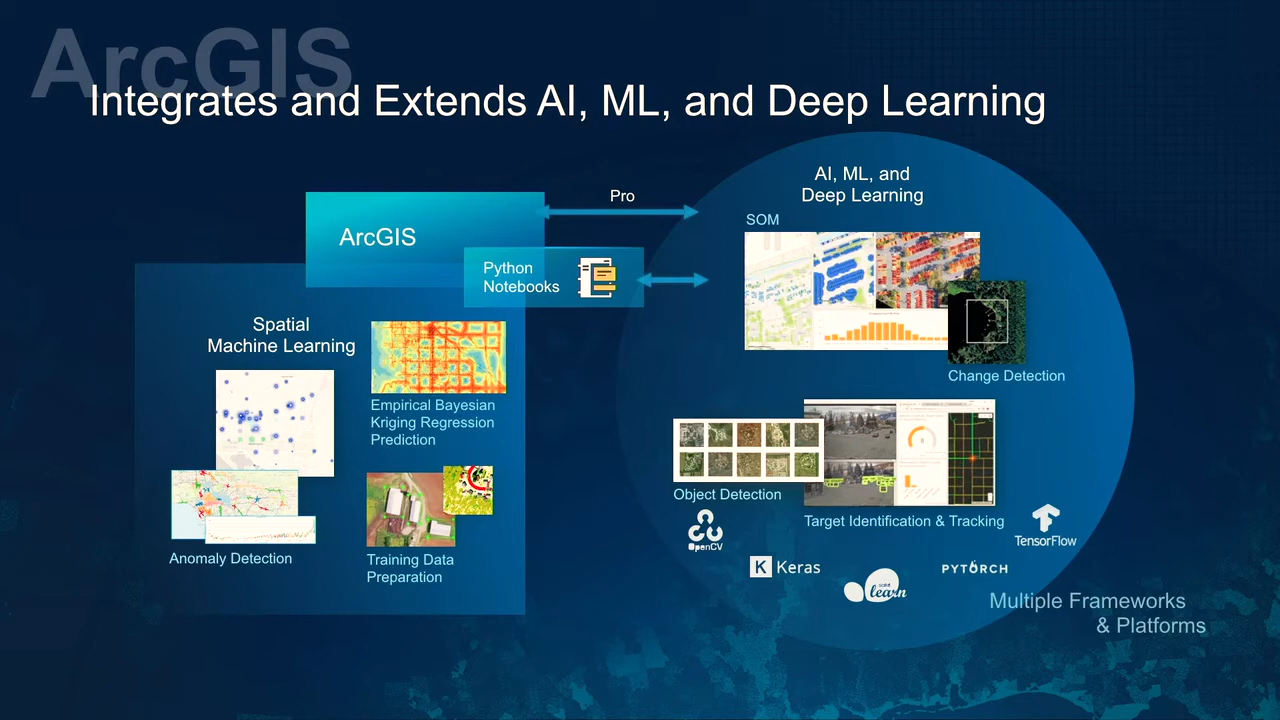 ArcGIS
Integrates and Extends AI, ML, and Deep Learning
Pro
ArcGIS
Python
Notebooks
Spatial
Machine Learning
Empirical Bayesian
Kriging Regression
Prediction
Anomaly Detection
Training Data
Preparation
AI, ML, and
Deep Learning
SOM
Change Detection
Object Detection
Target Identification & Tracking
OpenCV
TensorFlow
K Keras
PYTORCH
scikit
learn
Multiple Frameworks
& Platforms